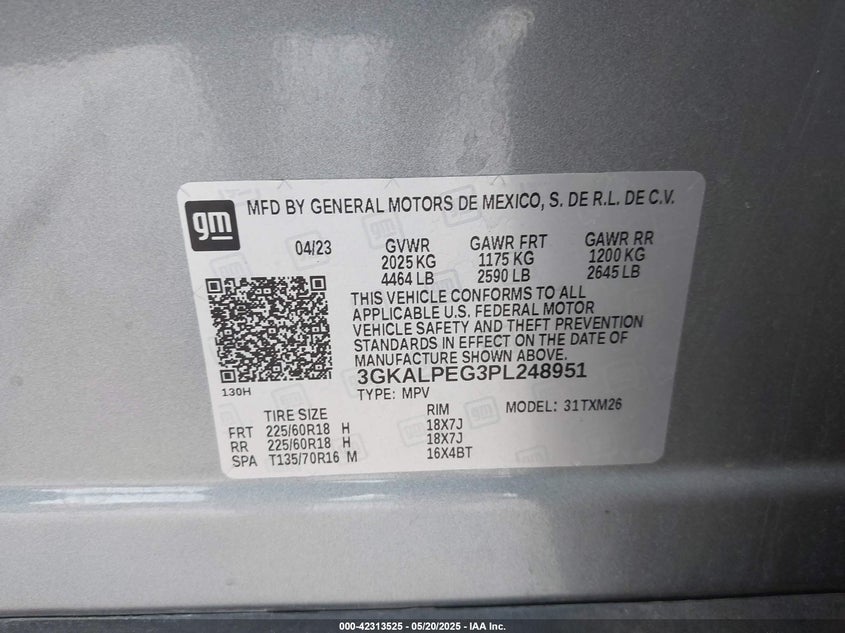 gm
MFD BY GENERAL MOTORS DE MEXICO, S. DE R.L. DE C.V.
04/23 GVWR GAWR FRT GAWR RR
2025 KG 1175 KG 1200 KG
4464 LB 2590 LB 2645 LB
THIS VEHICLE CONFORMS TO ALL
APPLICABLE U.S. FEDERAL MOTOR
VEHICLE SAFETY AND THEFT PREVENTION
STANDARDS IN EFFECT ON THE DATE OF
MANUFACTURE SHOWN ABOVE.
3GKALPEG3PL248951
130H
TYPE: MPV MODEL: 31TXM26
TIRE SIZE RIM
FRT 225/60R18 H 18X7J
RR 225/60R18 H 18X7J
SPA T135/70R16 M 16X4BT
000-42313525 - 05/20/2025 - IAA Inc.